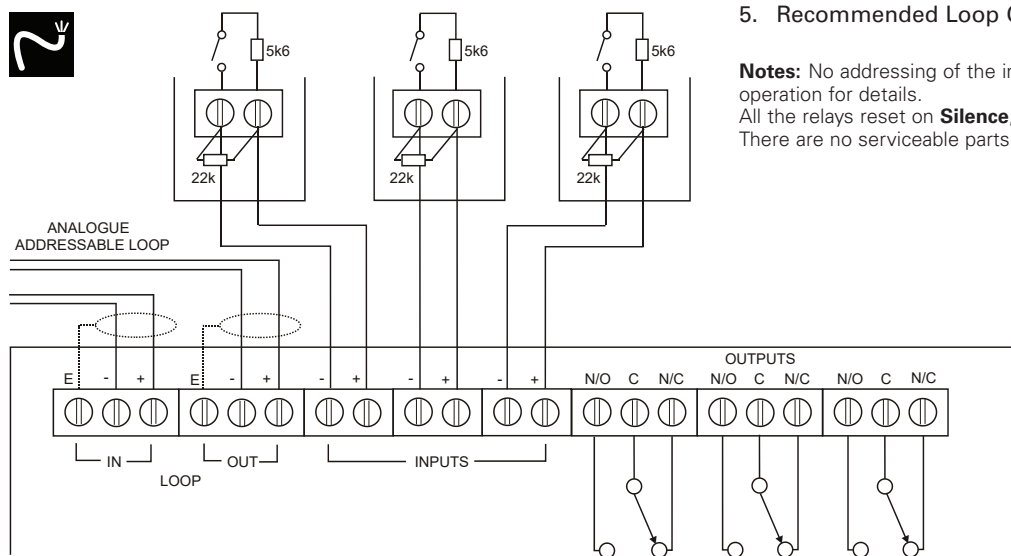 5. Recommended Loop
Notes: No addressing of the
operation for details.
All the relays reset on Silence,
There are no serviceable parts
5k6 5k6 5k6
22k 22k 22k
ANALOGUE
ADDRESSABLE LOOP
OUTPUTS
E - + E - + - + - + - + N/O C N/C N/O C N/C N/O C N/C
IN OUT INPUTS
LOOP